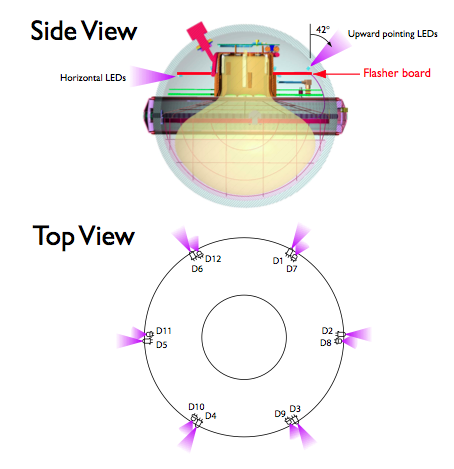 Side View
42°
Upward pointing LEDs
Horizontal LEDs
Flasher board
Top View
D12
D6
D1
D7
D11
D5
D2
D8
D10
D4
D3
D9